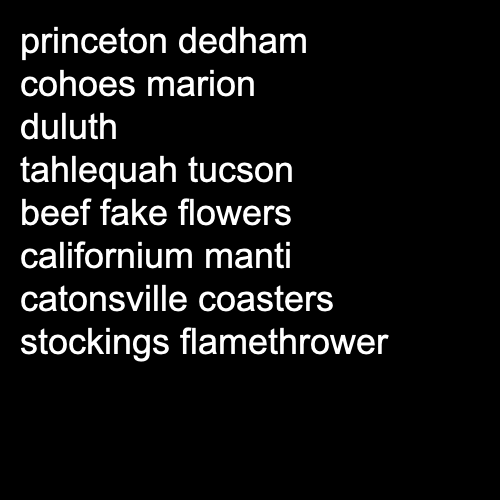 princeton dedham
cohoes marion
duluth
tahlequah tucson
beef fake flowers
californium manti
catonsville coasters
stockings flamethrower